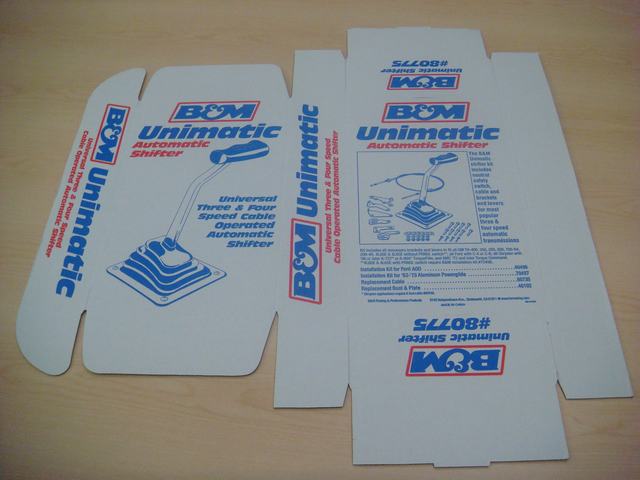 B&M
Unimatic
Universal Three & Four Speed
Cable Operated Automatic Shifter
B&M
Unimatic
Automatic
Shifter
Universal
Three & Four
Speed Cable
Operated
Automatic
Shifter
B&M Unimatic
Universal Three & Four Speed
Cable Operated Automatic Shifter
#80775
Unimatic Shifter
B&M
B&M
Unimatic
Automatic Shifter
The B&M
Unimatic
shifter kit
includes
neutral
safety
switch,
cable and
brackets
and levers
for most
popular
three &
four speed
automatic
transmissions
Installation Kit for Ford AOD
Installation Kit for '62-'73 Aluminum Powerglide
Replacement Cable
Replacement Boot & Plate
#80775
Unimatic Shifter
B&M